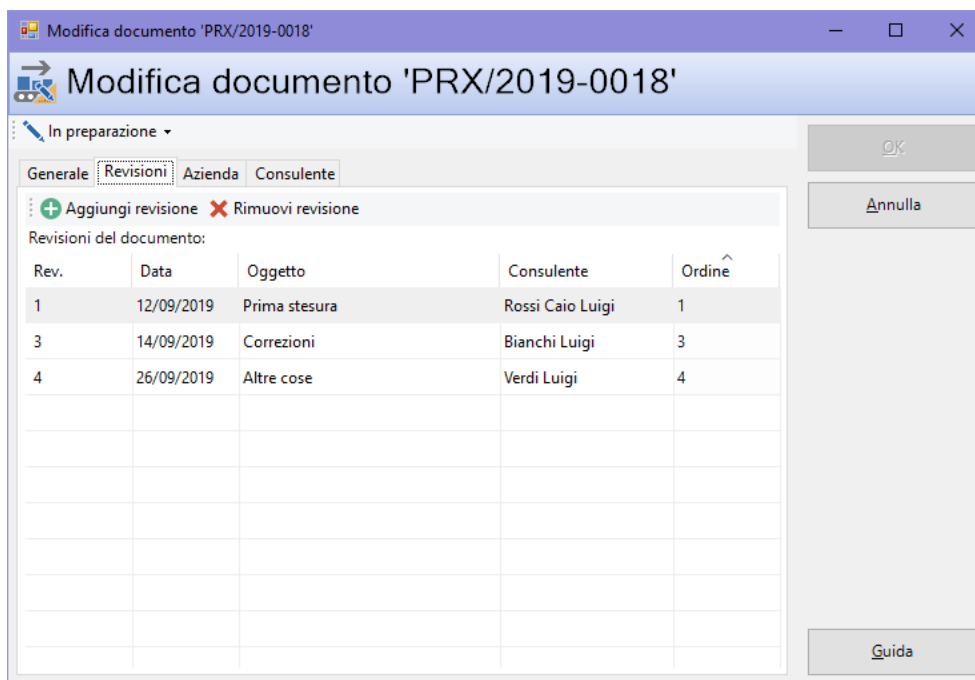 Modifica documento 'PRX/2019-0018'
Modifica documento 'PRX/2019-0018'
In preparazione
OK
Generale Revisioni Azienda Consulente
Annulla
Aggiungi revisione Rimuovi revisione
Revisioni del documento:
Rev. Data Oggetto Consulente Ordine
1 12/09/2019 Prima stesura Rossi Caio Luigi 1
3 14/09/2019 Correzioni Bianchi Luigi 3
4 26/09/2019 Altre cose Verdi Luigi 4
Guida